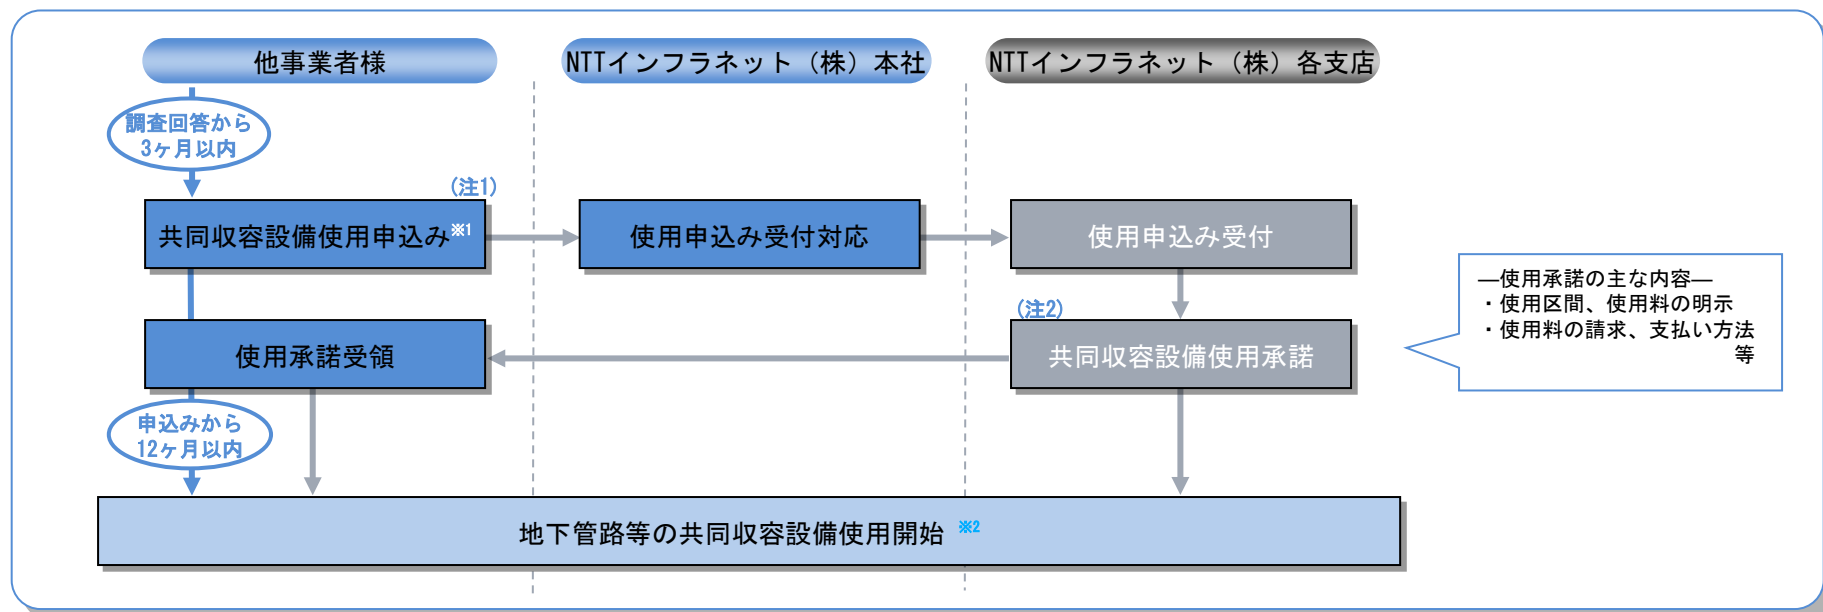 他事業者様
NTTインフラネット（株）本社
NTTインフラネット（株）各支店
調査回答から
3ヶ月以内
(注1)
共同収容設備使用申込み※1
使用申込み受付対応
使用申込み受付
―使用承諾の主な内容―
・使用区間、使用料の明示
・使用料の請求、支払い方法
等
(注2)
使用承諾受領
共同収容設備使用承諾
申込みから
12ヶ月以内
地下管路等の共同収容設備使用開始 ※2